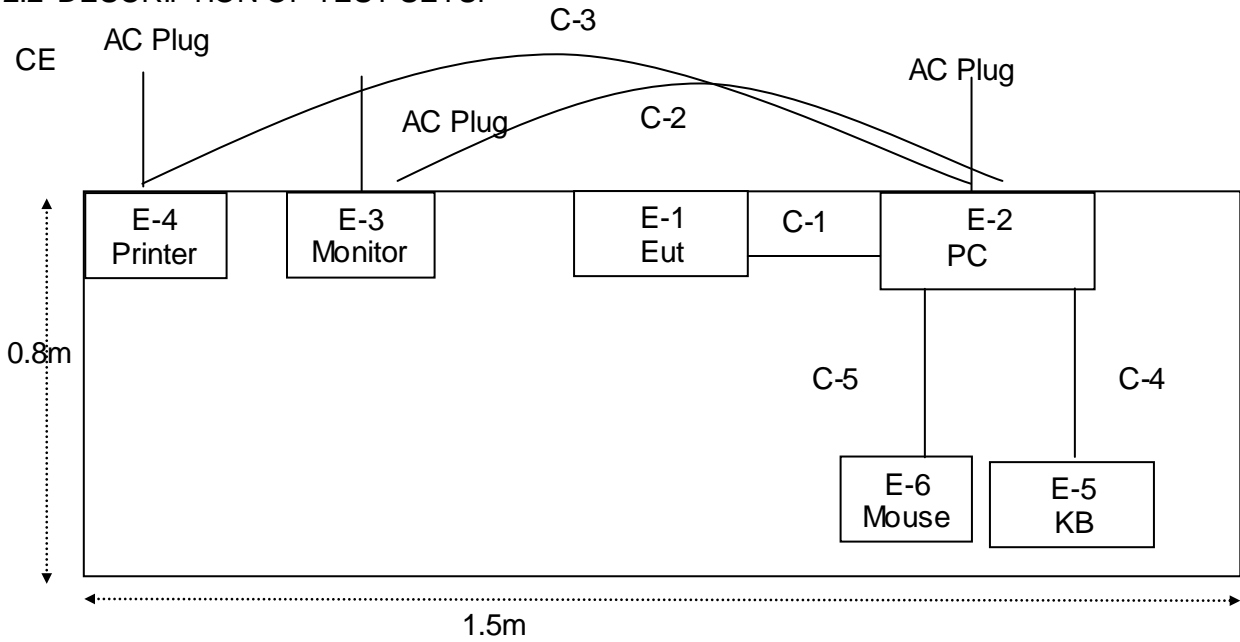 C-3
AC Plug
CE
AC Plug
AC Plug
C-2
E-4
Printer
E-3
Monitor
E-1
Eut
C-1
E-2
PC
0.8m
C-5
C-4
E-6
Mouse
E-5
KB
1.5m